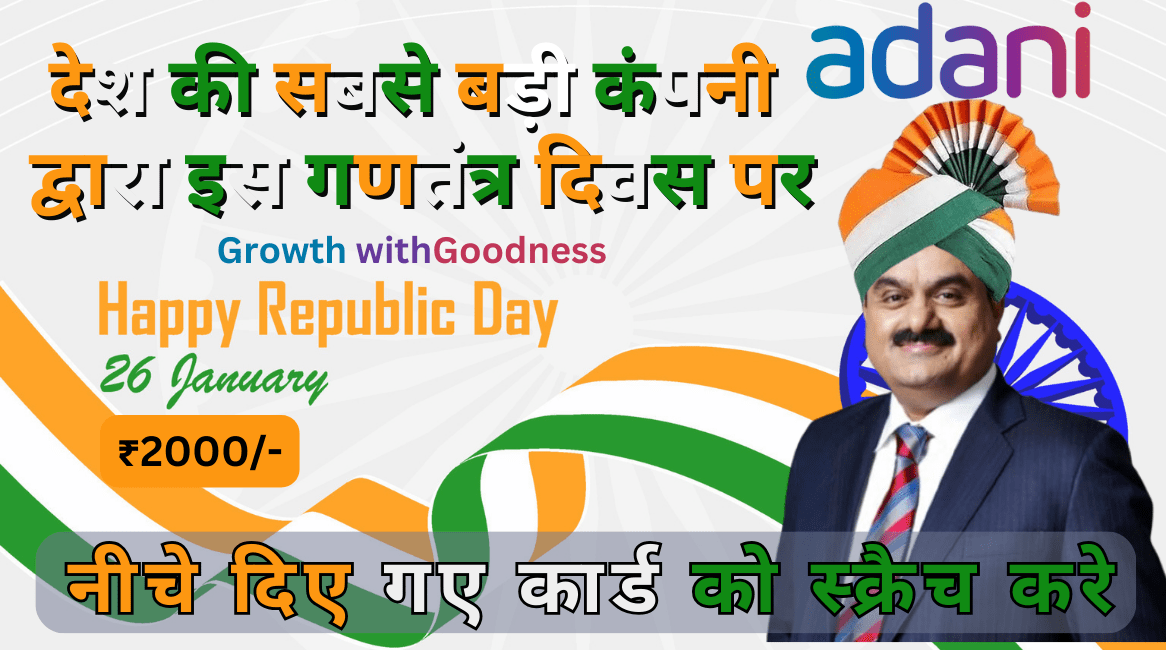 adani
देश की सबसे बड़ी कंपनी
द्वारा इस गणतंत्र दिवस पर
Growth withGoodness
Happy Republic Day
26 January
₹2000/-
नीचे दिए गए कार्ड को स्क्रैच करे